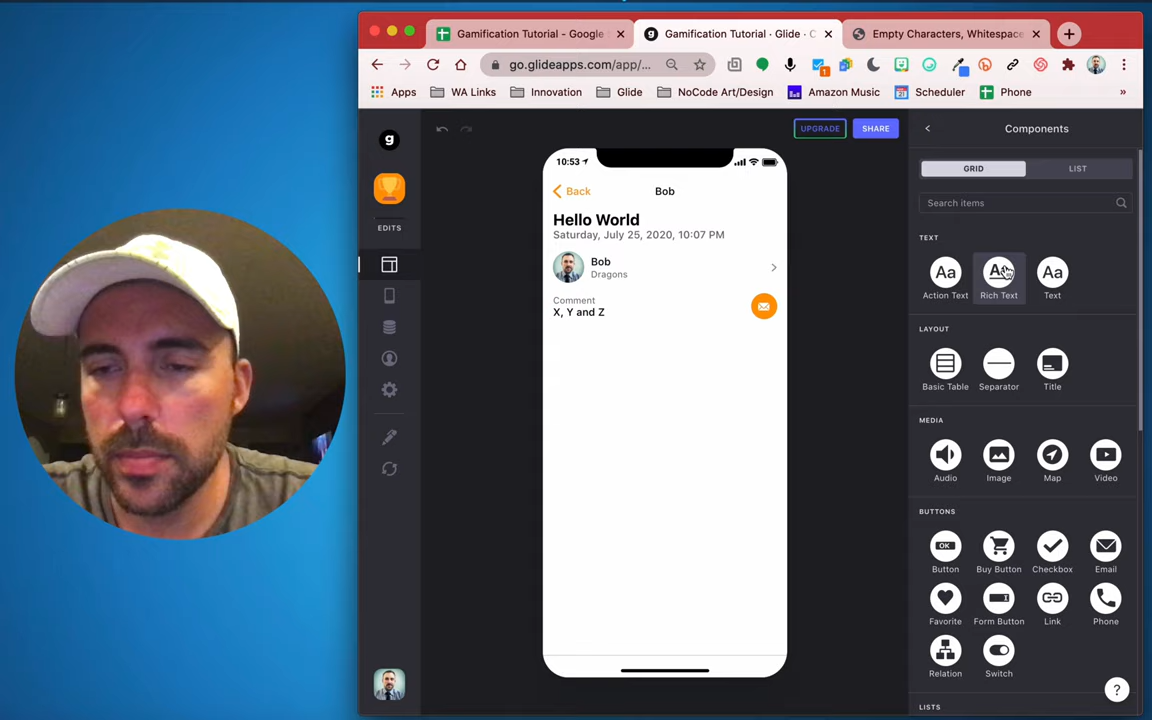 Gamification Tutorial - Google
Gamification Tutorial · Glide · C
Empty Characters, Whitespace
go.glideapps.com/app/...
Apps
WA Links
Innovation
Glide
NoCode Art/Design
Amazon Music
Scheduler
Phone
»
g
EDITS
UPGRADE
SHARE
10:53
Back
Bob
Hello World
Saturday, July 25, 2020, 10:07 PM
Bob
Dragons
Comment
X, Y and Z
Components
GRID
LIST
Search items
TEXT
Aa Aa Aa
Action Text Rich Text Text
LAYOUT
Basic Table Separator Title
MEDIA
Audio Image Map Video
BUTTONS
OK
Button Buy Button Checkbox Email
Favorite Form Button Link Phone
Relation Switch
LISTS
?